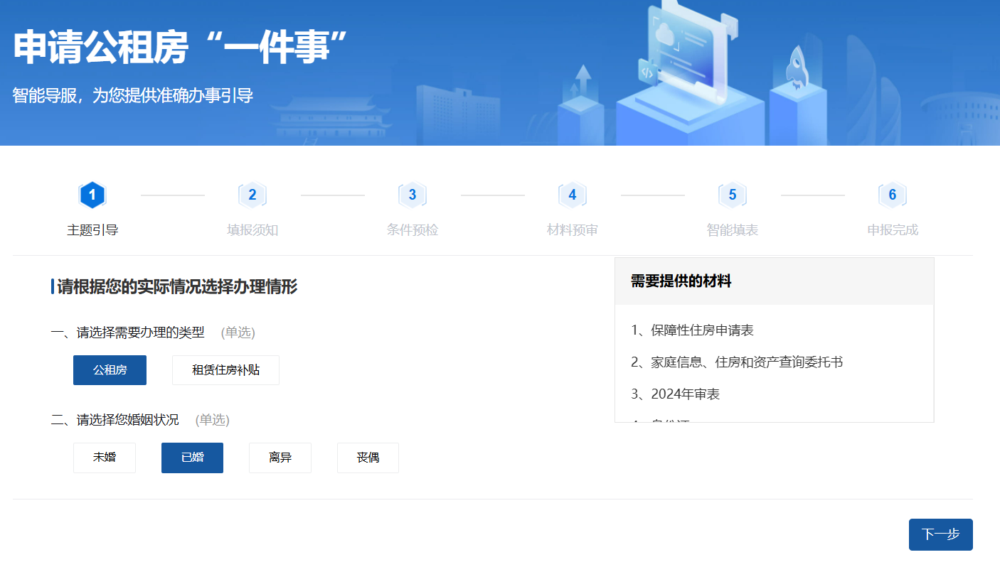 申请公租房“一件事”
智能导服，为您提供准确办事引导
1 2 3 4 5 6
主题引导 填报须知 条件预检 材料预审 智能填表 申报完成
请根据您的实际情况选择办理情形
一、请选择需要办理的类型 (单选)
公租房 租赁住房补贴
二、请选择您婚姻状况 (单选)
未婚 已婚 离异 丧偶
需要提供的材料
1、保障性住房申请表
2、家庭信息、住房和资产查询委托书
3、2024年审表
下一步